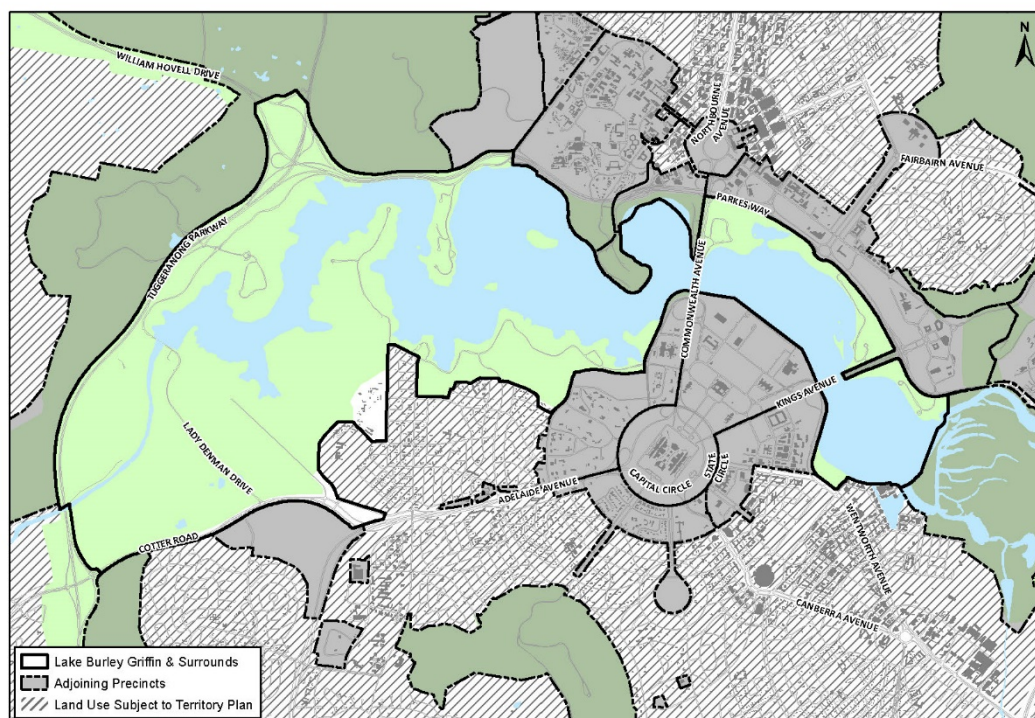 N
WILLIAM HOVELL DRIVE
NORTHBOURNE
AVENUE
FAIRBAIRN AVENUE
PARKES WAY
TUGGERANONG PARKWAY
COMMONWEALTH AVENUE
KINGS AVENUE
LADY DENMAN DRIVE
STATE
CIRCLE
CAPITAL CIRCLE
ADELAIDE AVENUE
WENTWORTH AVENUE
COTTER ROAD
CANBERRA AVENUE
Lake Burley Griffin & Surrounds
Adjoining Precincts
Land Use Subject to Territory Plan